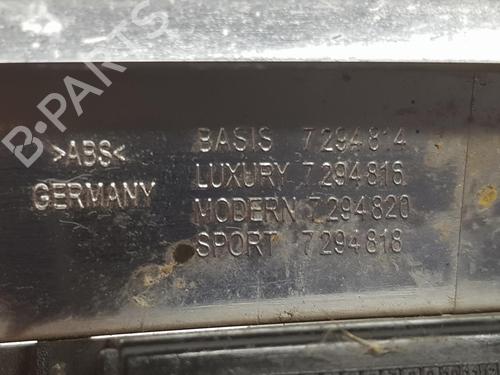 B-PARTS
>ABS<
GERMANY
BASIS 7294814
LUXURY 7294816
MODERN 7294820
SPORT 7294818